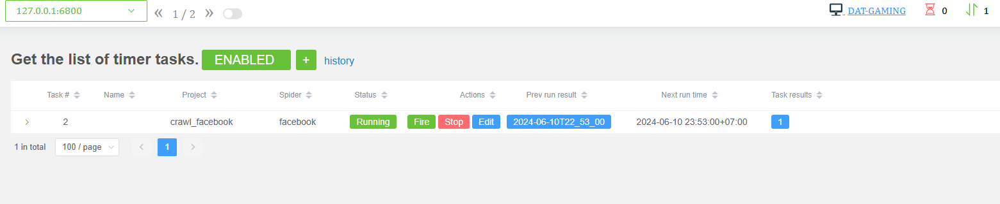 127.0.0.1:6800 « 1 / 2 » DAT-GAMING 0 1
Get the list of timer tasks. ENABLED + history
Task # Name Project Spider Status Actions Prev run result Next run time Task results
2 crawl_facebook facebook Running Fire Stop Edit 2024-06-10T22_53_00 2024-06-10 23:53:00+07:00 1
1 in total 100 / page 1